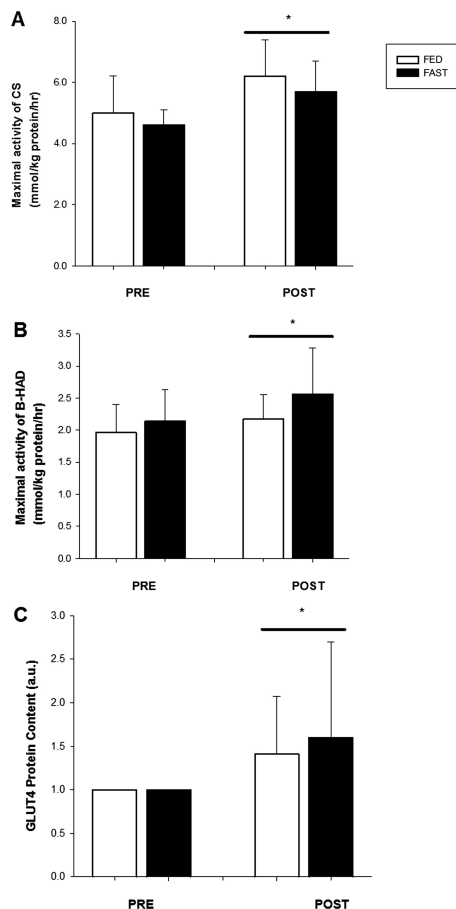 A
*
FED
FAST
Maximal activity of CS
(mmol/kg protein/hr)
8.0
6.0
4.0
2.0
0.0
PRE
POST
B
*
Maximal activity of B-HAD
(mmol/kg protein/hr)
3.5
3.0
2.5
2.0
1.5
1.0
0.5
0.0
PRE
POST
C
*
GLUT4 Protein Content (a.u.)
3.0
2.5
2.0
1.5
1.0
0.5
0.0
PRE
POST